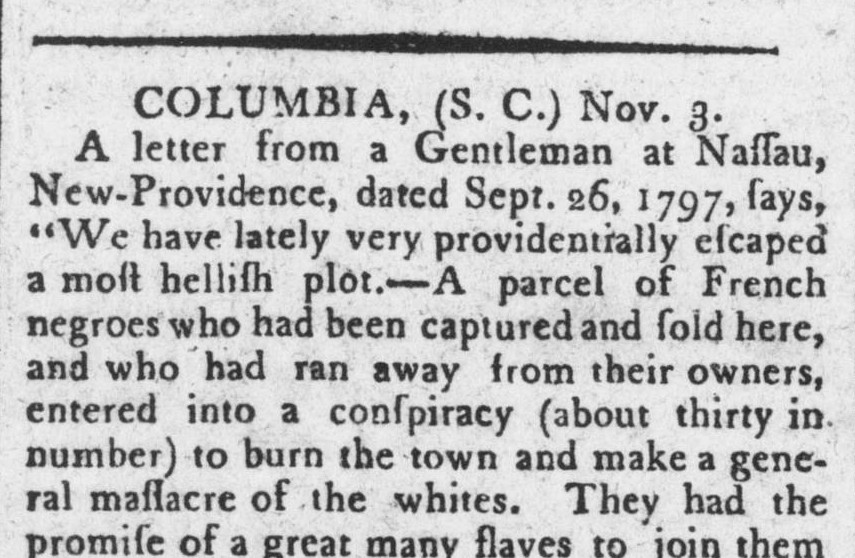 COLUMBIA, (S. C.) Nov. 3.
A letter from a Gentleman at Naſſau,
New-Providence, dated Sept. 26, 1797, ſays,
“We have lately very providentially eſcaped
a moſt helliſh plot.—A parcel of French
negroes who had been captured and ſold here,
and who had ran away from their owners,
entered into a conſpiracy (about thirty in
number) to burn the town and make a gene-
ral maſſacre of the whites. They had the
promiſe of a great many ſlaves to join them